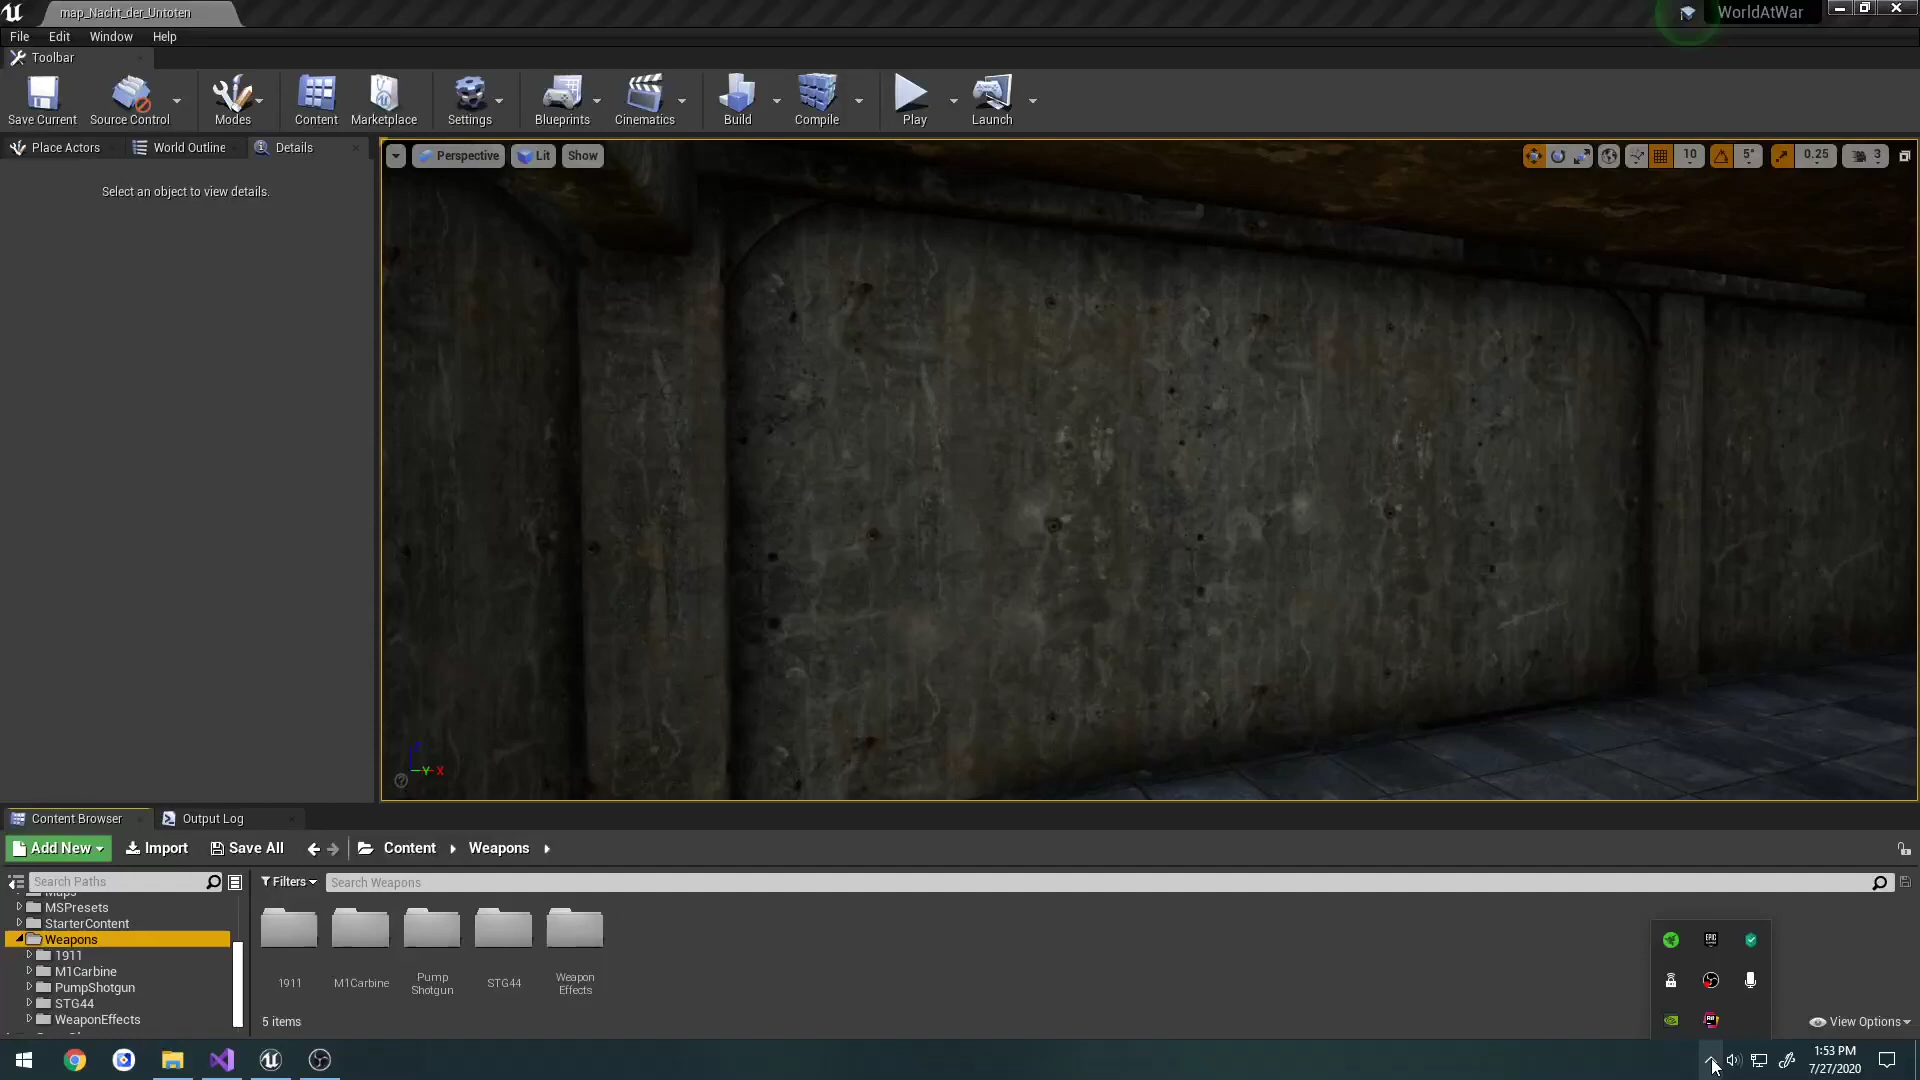 map_Nacht_der_Untoten
WorldAtWar
File Edit Window Help
Toolbar
Save Current
Source Control
Modes
Content
Marketplace
Settings
Blueprints
Cinematics
Build
Compile
Play
Launch
Place Actors
World Outline
Details
Select an object to view details.
Perspective
Lit
Show
10
5°
0.25
3
Z
Y X
Content Browser
Output Log
Add New
Import
Save All
Content
Weapons
Search Paths
Filters
Search Weapons
Maps
MSPresets
StarterContent
Weapons
1911
M1Carbine
PumpShotgun
STG44
WeaponEffects
1911
M1Carbine
Pump
Shotgun
STG44
Weapon
Effects
5 items
EPIC
View Options
1:53 PM
7/27/2020